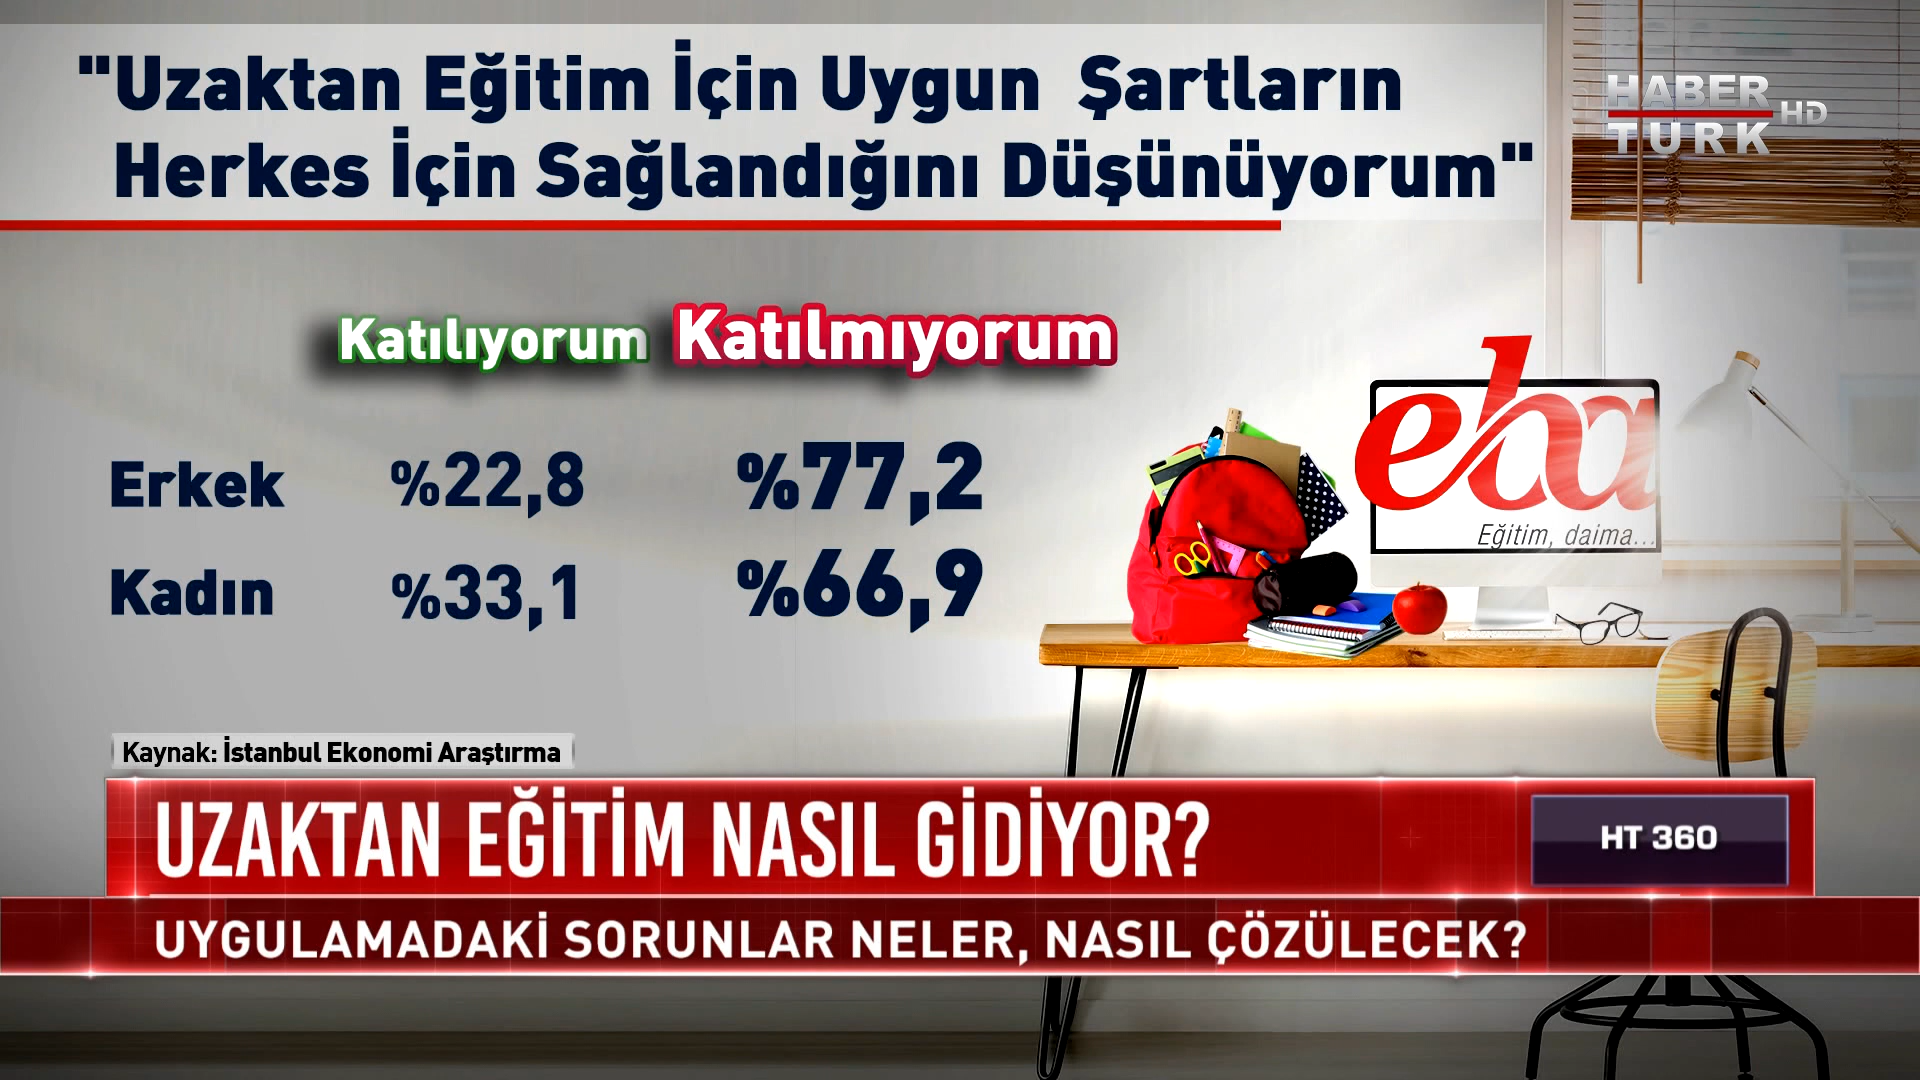 "Uzaktan Eğitim İçin Uygun Şartların
Herkes İçin Sağlandığını Düşünüyorum"
HABER
TÜRK HD
Katılıyorum Katılmıyorum
Erkek %22,8 %77,2
Kadın %33,1 %66,9
eba
Eğitim, daima...
Kaynak: İstanbul Ekonomi Araştırma
UZAKTAN EĞİTİM NASIL GİDİYOR?
HT 360
UYGULAMADAKİ SORUNLAR NELER, NASIL ÇÖZÜLECEK?